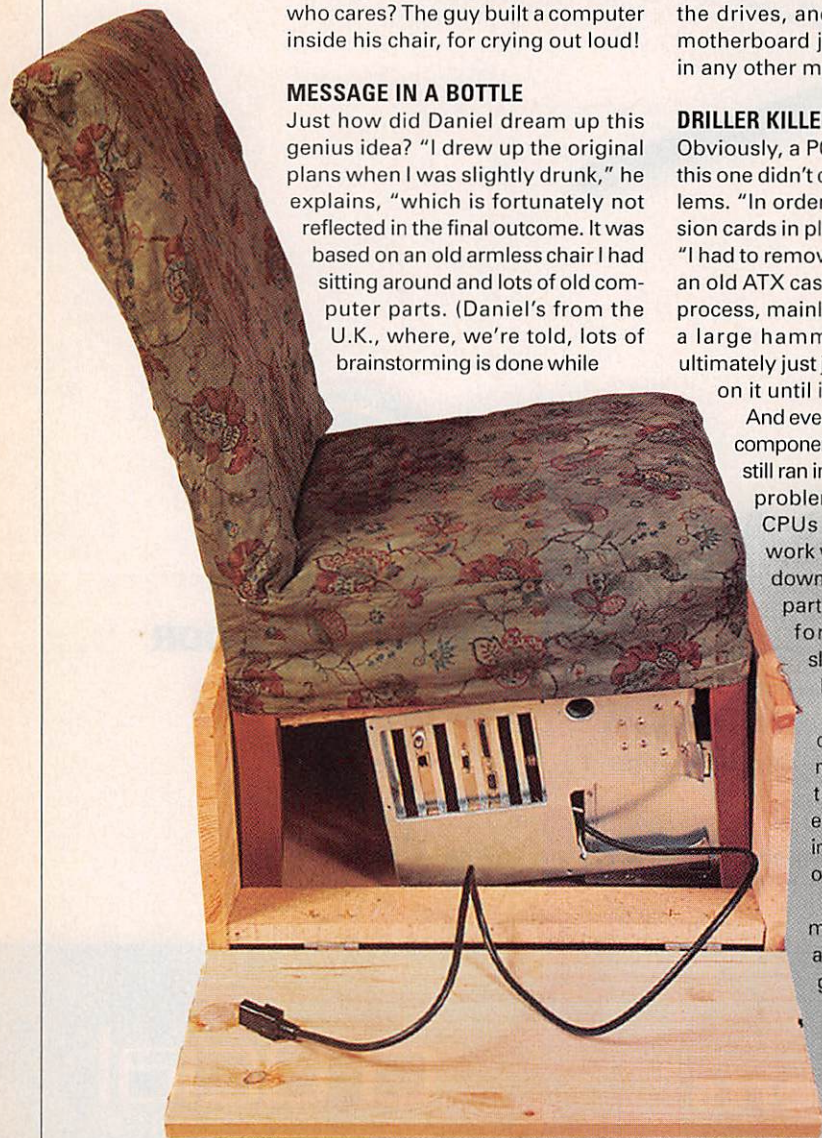 who cares? The guy built a computer
inside his chair, for crying out loud!
MESSAGE IN A BOTTLE
Just how did Daniel dream up this
genius idea? “I drew up the original
plans when I was slightly drunk,” he
explains, “which is fortunately not
reflected in the final outcome. It was
based on an old armless chair I had
sitting around and lots of old com-
puter parts. (Daniel's from the
U.K., where, we're told, lots of
brainstorming is done while
the drives, and
motherboard j
in any other m
DRILLER KILLE
Obviously, a P
this one didn't
lems. “In order
sion cards in pl
“I had to remov
an old ATX cas
process, mainl
a large hamm
ultimately just j
on it until i
And eve
compone
still ran i
problem
CPUs
work
down
part
for
sl
m
a
g